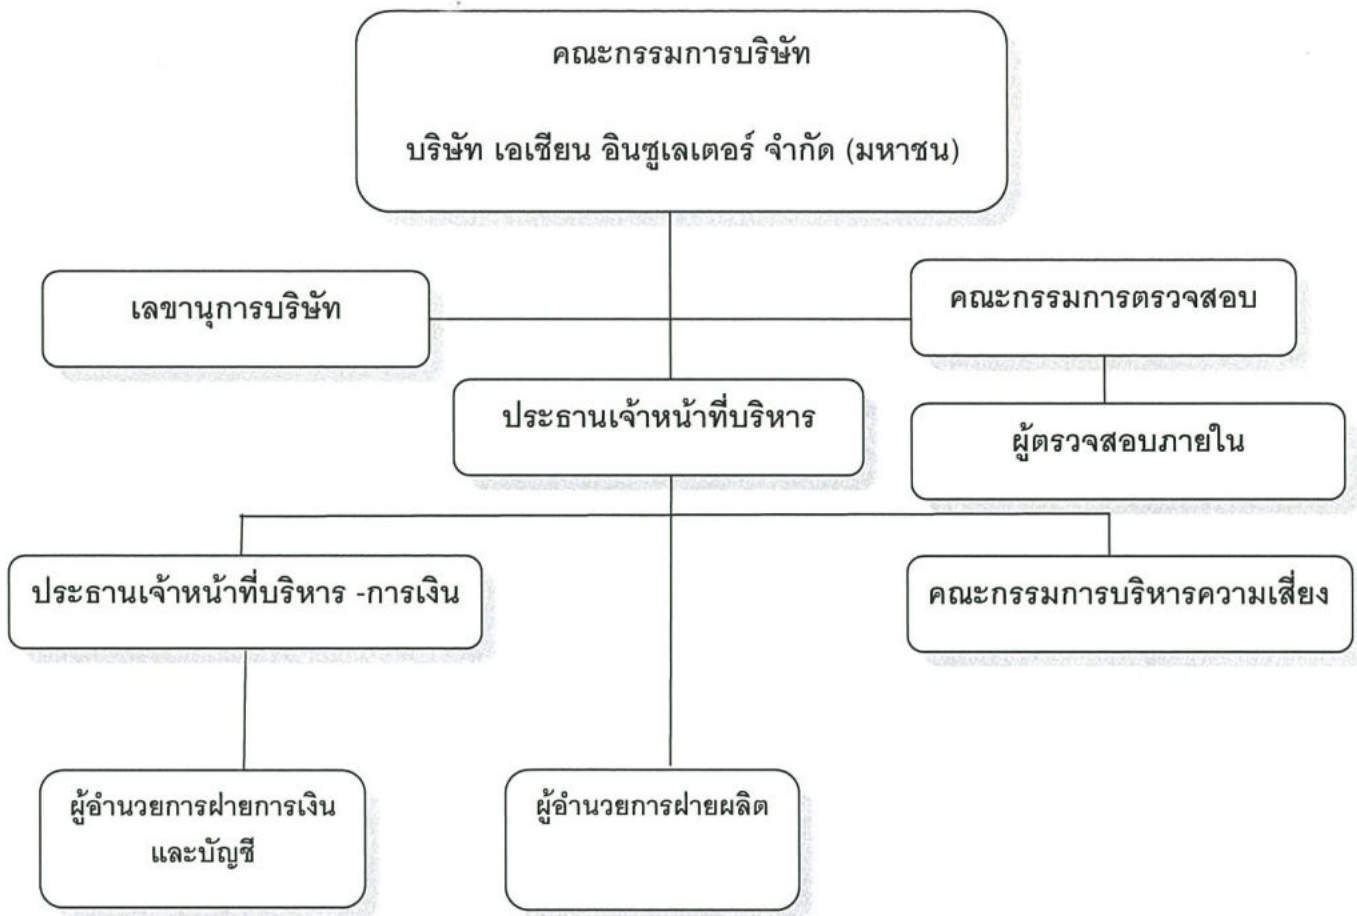 คณะกรรมการบริษัท
บริษัท เอเชียน อินซูเลเตอร์ จำกัด (มหาชน)
เลขานุการบริษัท
คณะกรรมการตรวจสอบ
ประธานเจ้าหน้าที่บริหาร
ผู้ตรวจสอบภายใน
ประธานเจ้าหน้าที่บริหาร -การเงิน
คณะกรรมการบริหารความเสี่ยง
ผู้อำนวยการฝ่ายการเงิน
และบัญชี
ผู้อำนวยการฝ่ายผลิต